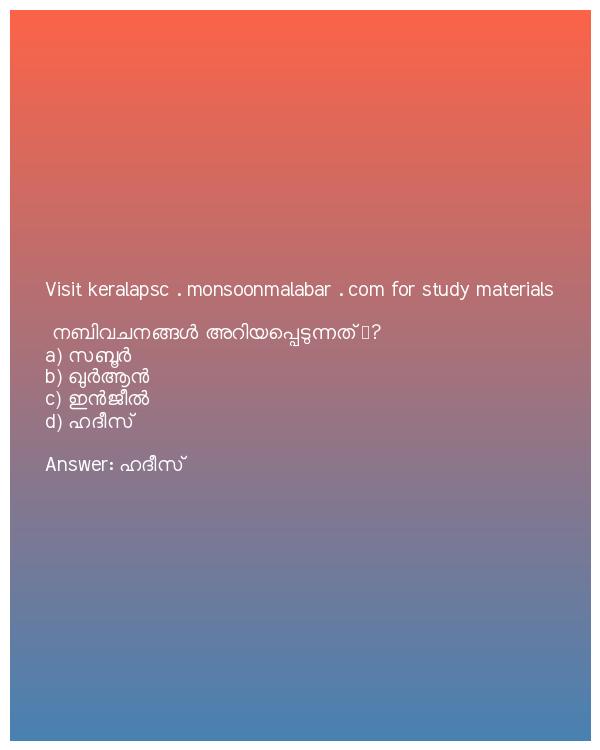 Visit keralapsc . monsoonmalabar . com for study materials
നബിവചനങ്ങൾ അറിയപ്പെടുന്നത് ?
a) സബൂർ
b) ഖുർആൻ
c) ഇൻജീൽ
d) ഹദീസ്
Answer: ഹദീസ്